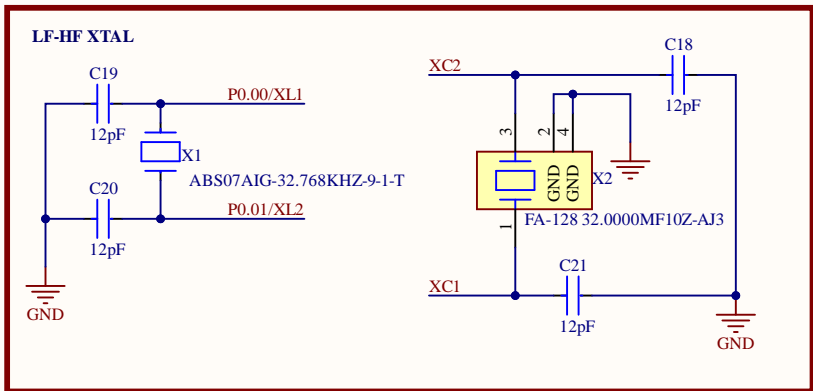 LF-HF XTAL
C19
12pF
P0.00/XL1
X1
ABS07AIG-32.768KHZ-9-1-T
C20
12pF
P0.01/XL2
GND
XC2
C18
12pF
3
2
4
GND
GND
X2
FA-128 32.0000MF10Z-AJ3
1
XC1
C21
12pF
GND